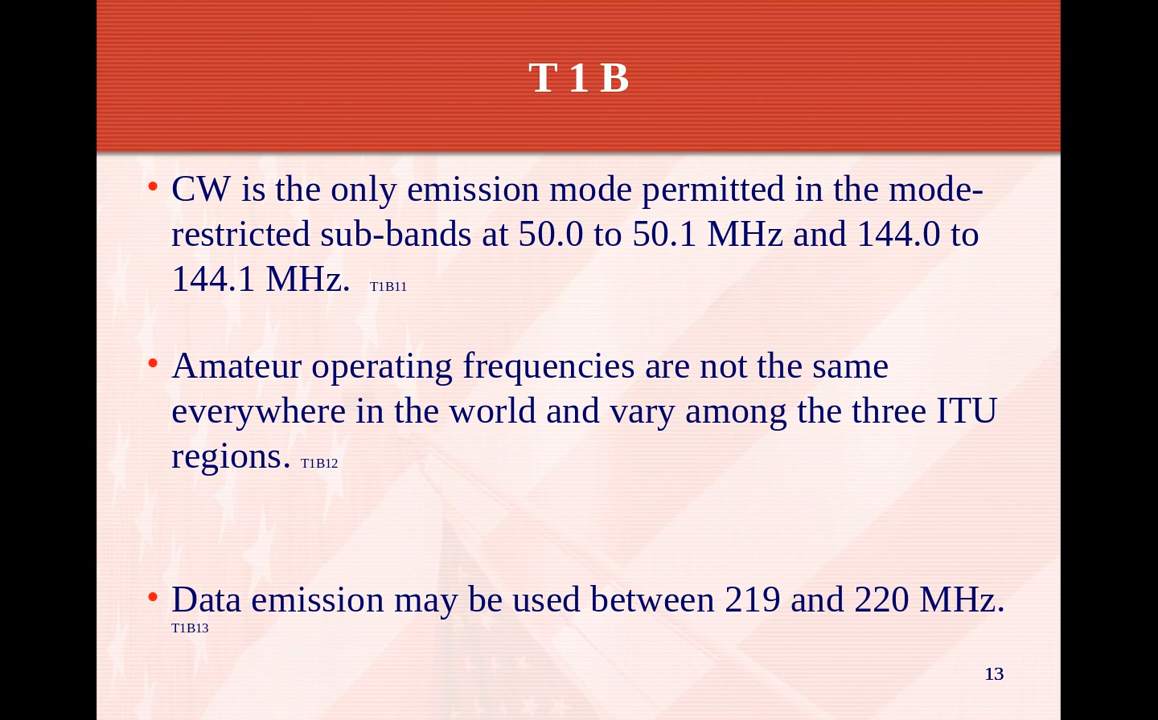 T 1 B
• CW is the only emission mode permitted in the mode-
restricted sub-bands at 50.0 to 50.1 MHz and 144.0 to
144.1 MHz. T1B11
• Amateur operating frequencies are not the same
everywhere in the world and vary among the three ITU
regions. T1B12
• Data emission may be used between 219 and 220 MHz.
T1B13
13